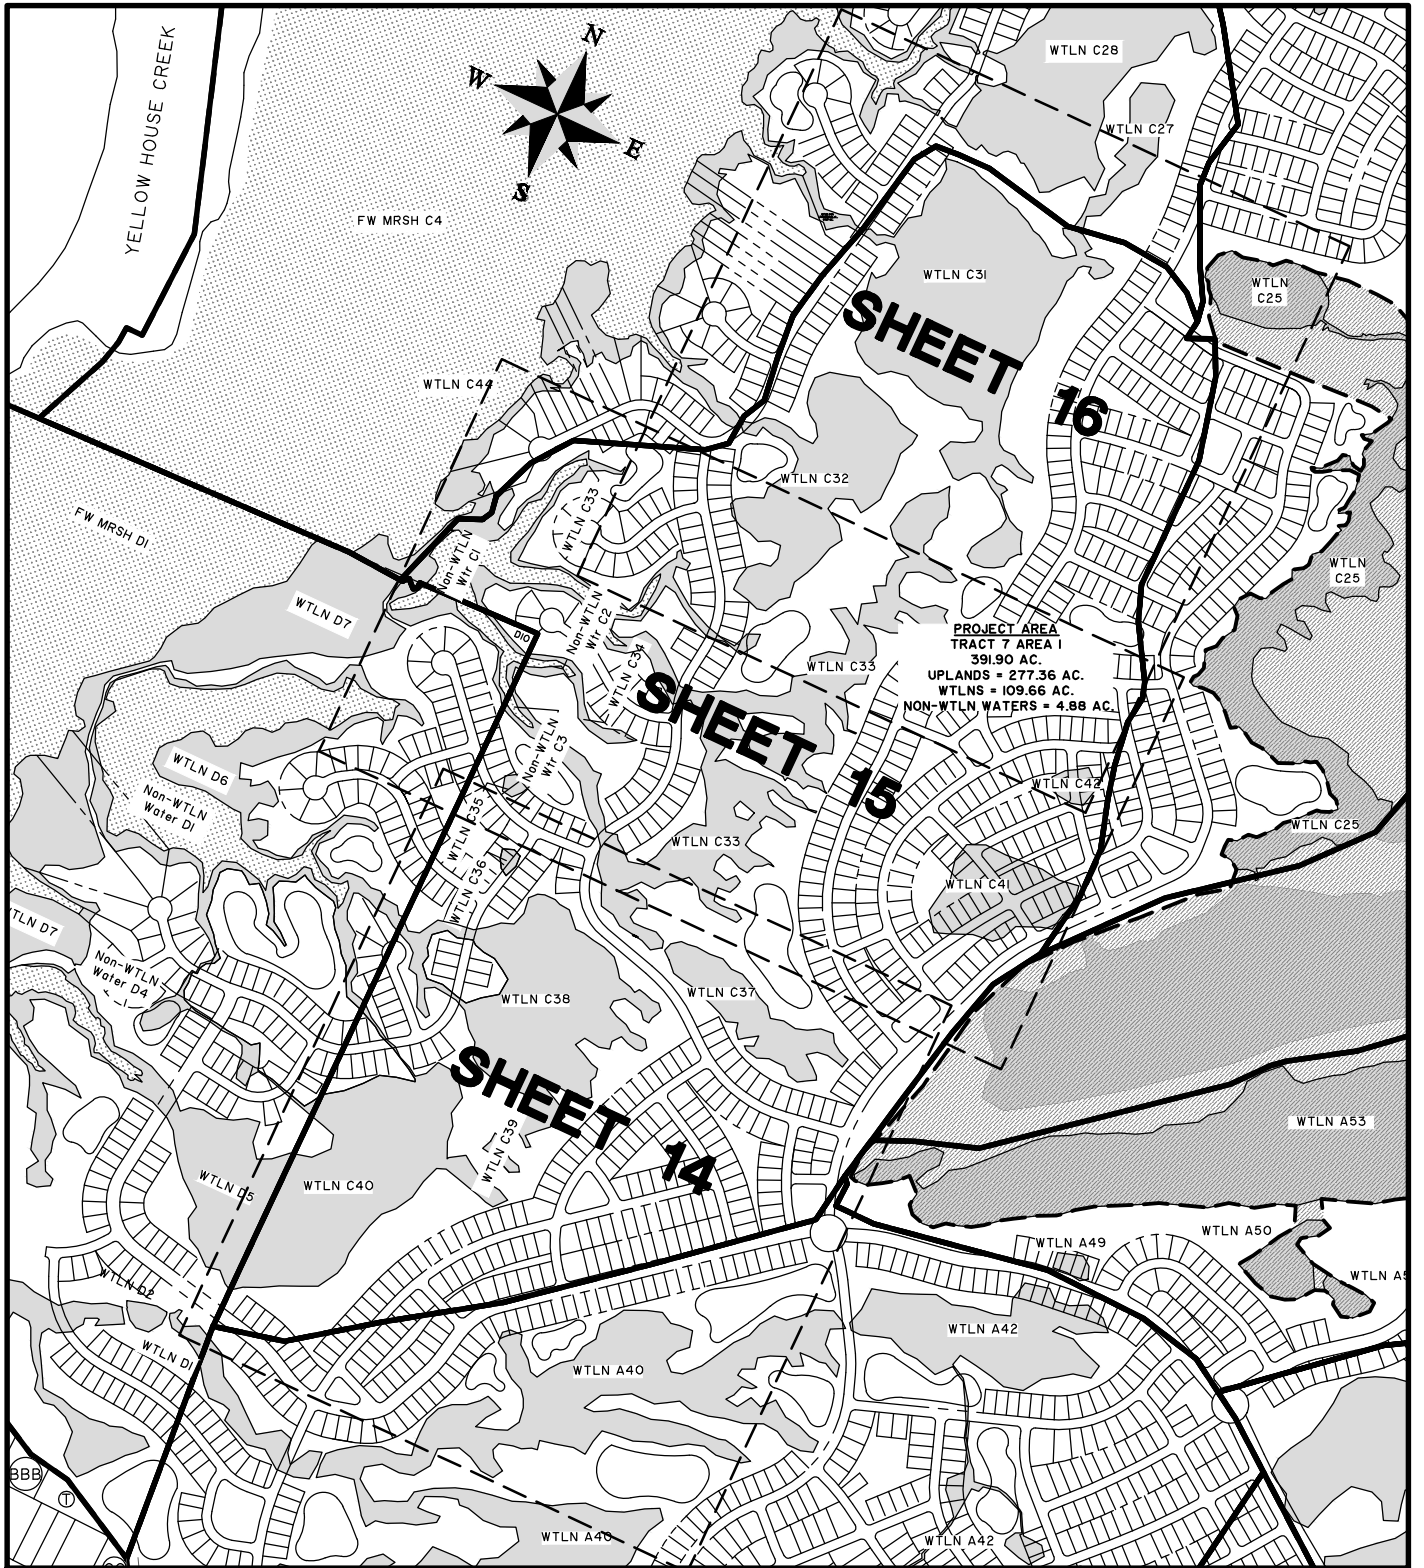 WTLN C28
N
YELLOW HOUSE CREEK
W
WTLN C27
E
S
FW MRSH C4
WTLN C31
WTLN
C25
SHEET 16
WTLN C44
WTLN C32
WTLN C33
FW MRSH D1
Non-WTLN
Wtr C1
WTLN
C25
WTLN D7
D10
Non-WTLN
Wtr C2
PROJECT AREA
TRACT 7 AREA 1
391.90 AC.
UPLANDS = 277.36 AC.
WTLNS = 109.66 AC.
NON-WTLN WATERS = 4.88 AC.
WTLN C34
WTLN C33
SHEET 15
Non-WTLN
Wtr C3
WTLN D6
WTLN C42
Non-WTLN
Water D1
WTLN C35
WTLN C25
WTLN C33
WTLN C36
WTLN C41
TLN D7
Non-WTLN
Water D4
WTLN C37
WTLN C38
SHEET 14
WTLN A53
WTLN C39
WTLN D5
WTLN C40
WTLN A50
WTLN A49
WTLN A5
WTLN D2
WTLN A42
WTLN D1
WTLN A40
BBB
T
WTLN A40
WTLN A42